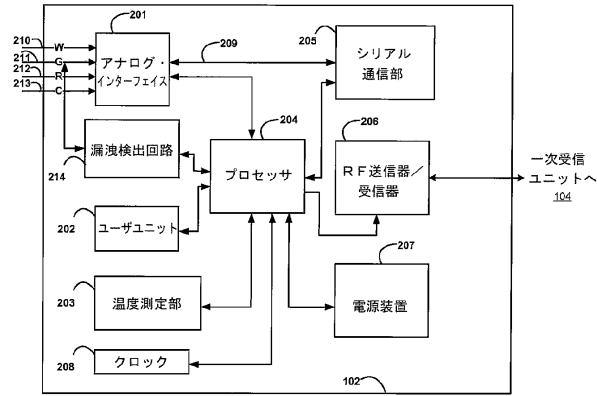 201
210
W
211
G
212
R
213
C
アナログ・
インターフェイス
209
205
シリアル
通信部
204
206
漏洩検出回路
214
プロセッサ
RF送信器/
受信器
一次受信
ユニットへ
104
ユーザユニット
202
207
温度測定部
203
電源装置
クロック
208
102